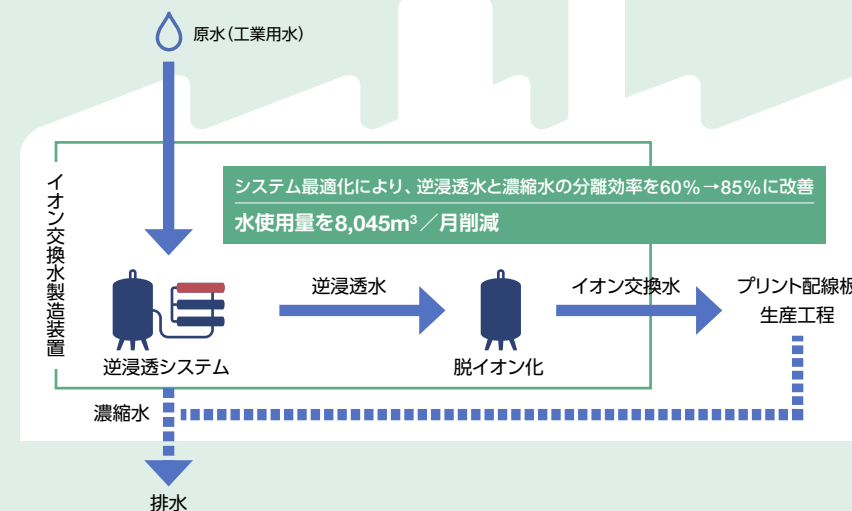 原水（工業用水）
システム最適化により、逆浸透水と濃縮水の分離効率を60％→85％に改善
水使用量を8,045m³／月削減
イオン交換水製造装置
逆浸透水
イオン交換水
プリント配線板
生産工程
逆浸透システム
脱イオン化
濃縮水
排水